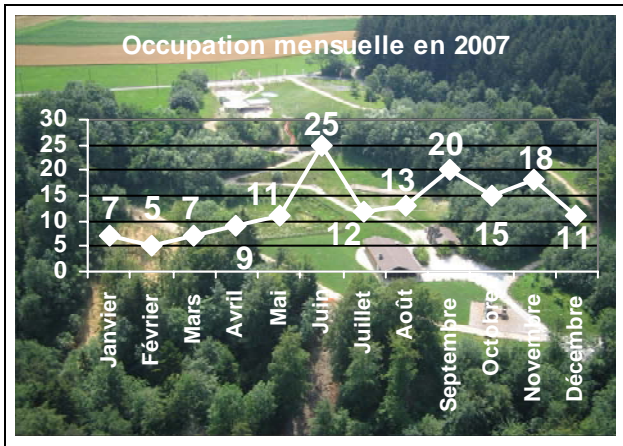 Occupation mensuelle en 2007
30
25
20
15
10
5
0
7
5
7
9
11
25
12
13
20
15
18
11
Janvier
Février
Mars
Avril
Mai
Juin
Juillet
Août
Septembre
Octobre
Novembre
Décembre